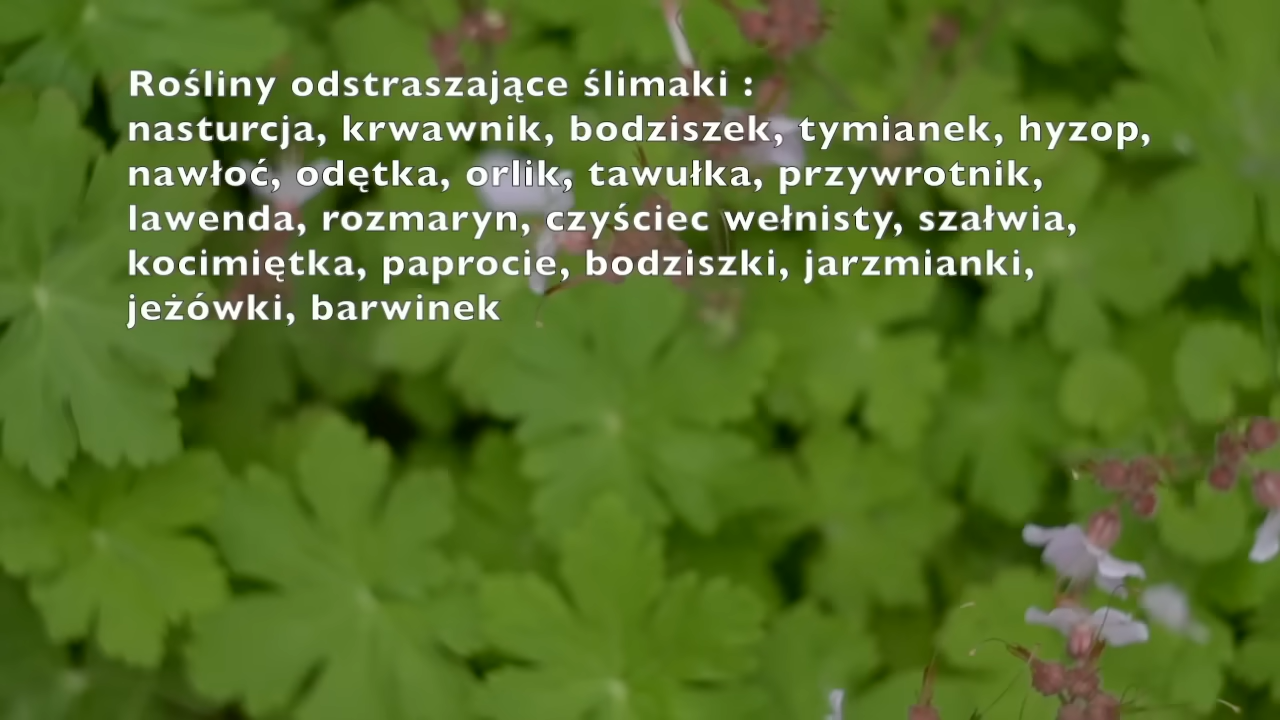 Rośliny odstraszające ślimaki :
nasturcja, krwawnik, bodziszek, tymianek, hyzop,
nawłoć, odętka, orlik, tawułka, przywrotnik,
lawenda, rozmaryn, czyściec wełnisty, szałwia,
kocimiętka, paprocie, bodziszki, jarzmianki,
jeżówki, barwinek